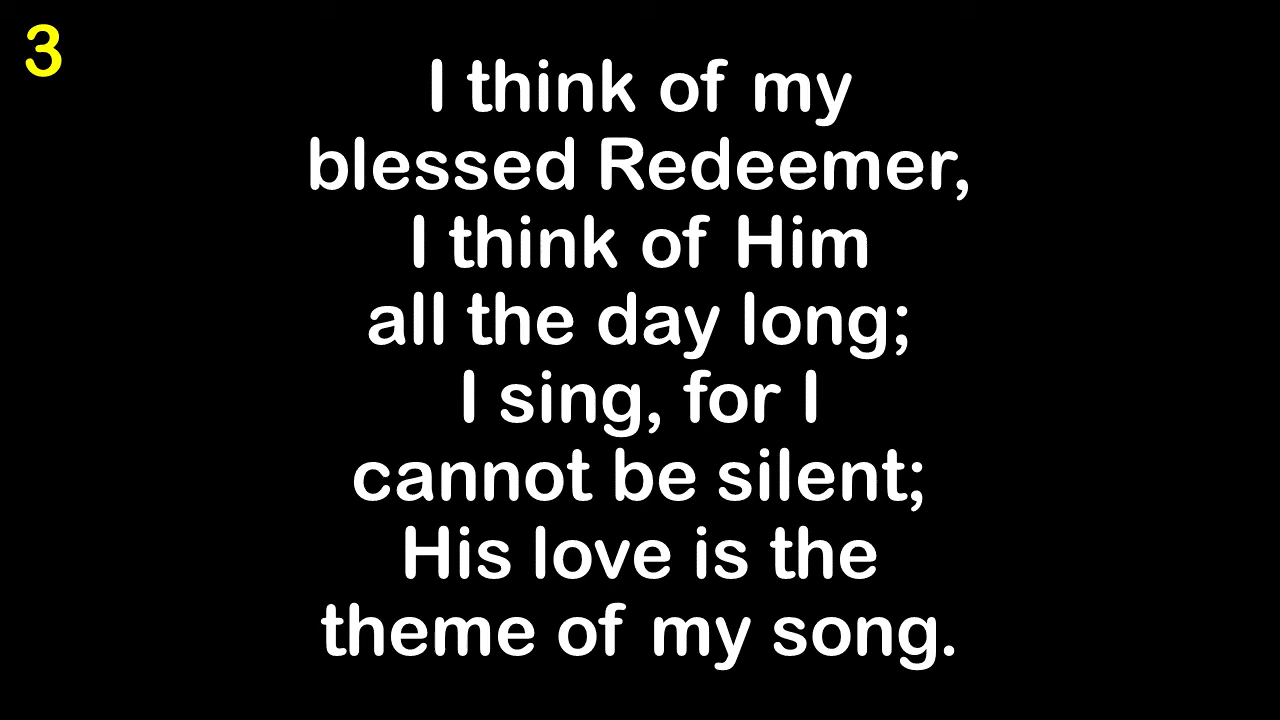 3
I think of my
blessed Redeemer,
I think of Him
all the day long;
I sing, for I
cannot be silent;
His love is the
theme of my song.